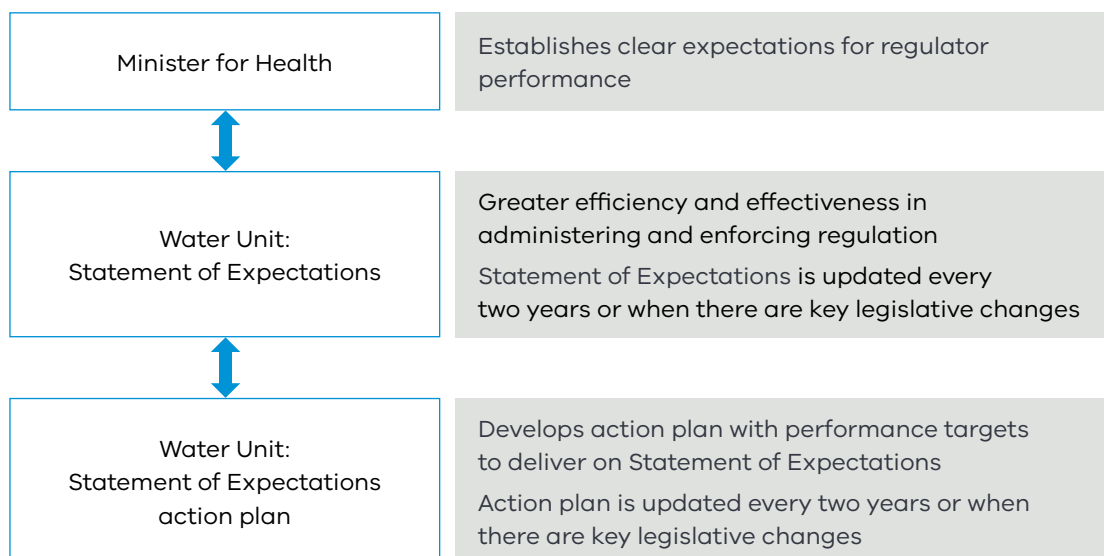 Minister for Health
Establishes clear expectations for regulator
performance
Water Unit:
Statement of Expectations
Greater efficiency and effectiveness in
administering and enforcing regulation
Statement of Expectations is updated every
two years or when there are key legislative changes
Water Unit:
Statement of Expectations
action plan
Develops action plan with performance targets
to deliver on Statement of Expectations
Action plan is updated every two years or when
there are key legislative changes